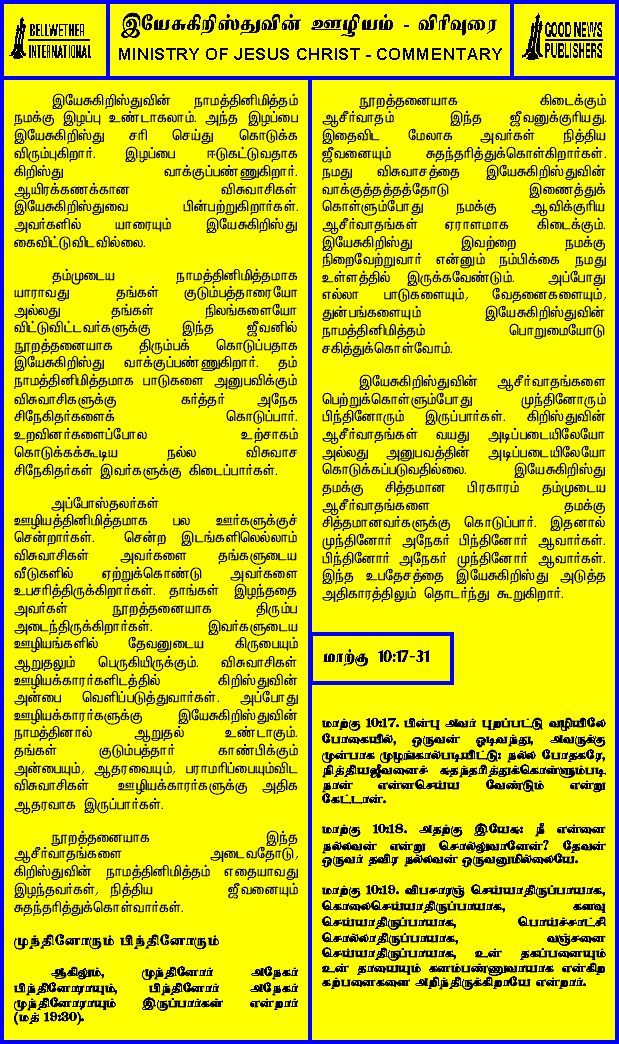 BELLWETHER
INTERNATIONAL
இயேசுகிறிஸ்துவின் ஊழியம் - விரிவுரை
MINISTRY OF JESUS CHRIST - COMMENTARY
GOOD NEWS
PUBLISHERS
இயேசுகிறிஸ்துவின் நாமத்தினிமித்தம்
நமக்கு இழப்பு உண்டாகலாம். அந்த இழப்பை
இயேசுகிறிஸ்து சரி செய்து கொடுக்க
விரும்புகிறார். இழப்பை ஈடுகட்டுவதாக
கிறிஸ்து வாக்குப்பண்ணுகிறார்.
ஆயிரக்கணக்கான விசுவாசிகள்
இயேசுகிறிஸ்துவை பின்பற்றுகிறார்கள்.
அவர்களில் யாரையும் இயேசுகிறிஸ்து
கைவிட்டுவிடவில்லை.
தம்முடைய நாமத்தினிமித்தமாக
யாராவது தங்கள் குடும்பத்தாரையோ
அல்லது தங்கள் நிலங்களையோ
விட்டுவிட்டவர்களுக்கு இந்த ஜீவனில்
நூறத்தனையாக திரும்பக் கொடுப்பதாக
இயேசுகிறிஸ்து வாக்குப்பண்ணுகிறார். தம்
நாமத்தினிமித்தமாக பாடுகளை அனுபவிக்கும்
விசுவாசிகளுக்கு கர்த்தர் அநேக
சிநேகிதர்களைக் கொடுப்பார்.
உறவினர்களைப்போல உற்சாகம்
கொடுக்கக்கூடிய நல்ல விசுவாச
சிநேகிதர்கள் இவர்களுக்கு கிடைப்பார்கள்.
அப்போஸ்தலர்கள்
ஊழியத்தினிமித்தமாக பல ஊர்களுக்குச்
சென்றார்கள். சென்ற இடங்களிலெல்லாம்
விசுவாசிகள் அவர்களை தங்களுடைய
வீடுகளில் ஏற்றுக்கொண்டு அவர்களை
உபசரித்திருக்கிறார்கள். தாங்கள் இழந்ததை
அவர்கள் நூறத்தனையாக திரும்ப
அடைந்திருக்கிறார்கள். இவர்களுடைய
ஊழியங்களில் தேவனுடைய கிருபையும்
ஆறுதலும் பெருகியிருக்கும். விசுவாசிகள்
ஊழியக்காரர்களிடத்தில் கிறிஸ்துவின்
அன்பை வெளிப்படுத்துவார்கள். அப்போது
ஊழியக்காரர்களுக்கு இயேசுகிறிஸ்துவின்
நாமத்தினால் ஆறுதல் உண்டாகும்.
தங்கள் குடும்பத்தார் காண்பிக்கும்
அன்பையும், ஆதரவையும், பராமரிப்பையும்விட
விசுவாசிகள் ஊழியக்காரர்களுக்கு அதிக
ஆதரவாக இருப்பார்கள்.
நூறத்தனையாக இந்த
ஆசீர்வாதங்களை அடைவதோடு,
கிறிஸ்துவின் நாமத்தினிமித்தம் எதையாவது
இழந்தவர்கள், நித்திய ஜீவனையும்
சுதந்தரித்துக்கொள்வார்கள்.
முந்தினோரும் பிந்தினோரும்
ஆகிலும், முந்தினோர் அநேகர்
பிந்தினோராயும், பிந்தினோர் அநேகர்
முந்தினோராயும் இருப்பார்கள் என்றார்
(மத் 19:30).
நூறத்தனையாக கிடைக்கும்
ஆசீர்வாதம் இந்த ஜீவனுக்குரியது.
இதைவிட மேலாக அவர்கள் நித்திய
ஜீவனையும் சுதந்தரித்துக்கொள்கிறார்கள்.
நமது விசுவாசத்தை இயேசுகிறிஸ்துவின்
வாக்குத்தத்தத்தோடு இணைத்துக்
கொள்ளும்போது நமக்கு ஆவிக்குரிய
ஆசீர்வாதங்கள் ஏராளமாக கிடைக்கும்.
இயேசுகிறிஸ்து இவற்றை நமக்கு
நிறைவேற்றுவார் என்னும் நம்பிக்கை நமது
உள்ளத்தில் இருக்கவேண்டும். அப்போது
எல்லா பாடுகளையும், வேதனைகளையும்,
துன்பங்களையும் இயேசுகிறிஸ்துவின்
நாமத்தினிமித்தம் பொறுமையோடு
சகித்துக்கொள்வோம்.
இயேசுகிறிஸ்துவின் ஆசீர்வாதங்களை
பெற்றுக்கொள்ளும்போது முந்தினோரும்
பிந்தினோரும் இருப்பார்கள். கிறிஸ்துவின்
ஆசீர்வாதங்கள் வயது அடிப்படையிலேயோ
அல்லது அனுபவத்தின் அடிப்படையிலேயோ
கொடுக்கப்படுவதில்லை. இயேசுகிறிஸ்து
தமக்கு சித்தமான பிரகாரம் தம்முடைய
ஆசீர்வாதங்களை தமக்கு
சித்தமானவர்களுக்கு கொடுப்பார். இதனால்
முந்தினோர் அநேகர் பிந்தினோர் ஆவார்கள்.
பிந்தினோர் அநேகர் முந்தினோர் ஆவார்கள்.
இந்த உபதேசத்தை இயேசுகிறிஸ்து அடுத்த
அதிகாரத்திலும் தொடர்ந்து கூறுகிறார்.
மாற்கு 10:17-31
மாற்கு 10:17. பின்பு அவர் புறப்பட்டு வழியிலே
போகையில், ஒருவன் ஓடிவந்து, அவருக்கு
முன்பாக முழங்கால்படியிட்டு: நல்ல போதகரே,
நித்தியஜீவனைச் சுதந்தரித்துக்கொள்ளும்படி
நான் என்னசெய்ய வேண்டும் என்று
கேட்டான்.
மாற்கு 10:18. அதற்கு இயேசு: நீ என்னை
நல்லவன் என்று சொல்லுவானேன்? தேவன்
ஒருவர் தவிர நல்லவன் ஒருவனுமில்லையே.
மாற்கு 10:19. விபசாரஞ் செய்யாதிருப்பாயாக,
கொலைசெய்யாதிருப்பாயாக, களவு
செய்யாதிருப்பாயாக, பொய்ச்சாட்சி
சொல்லாதிருப்பாயாக, வஞ்சனை
செய்யாதிருப்பாயாக, உன் தகப்பனையும்
உன் தாயையும் கனம்பண்ணுவாயாக என்கிற
கற்பனைகளை அறிந்திருக்கிறாயே என்றார்.